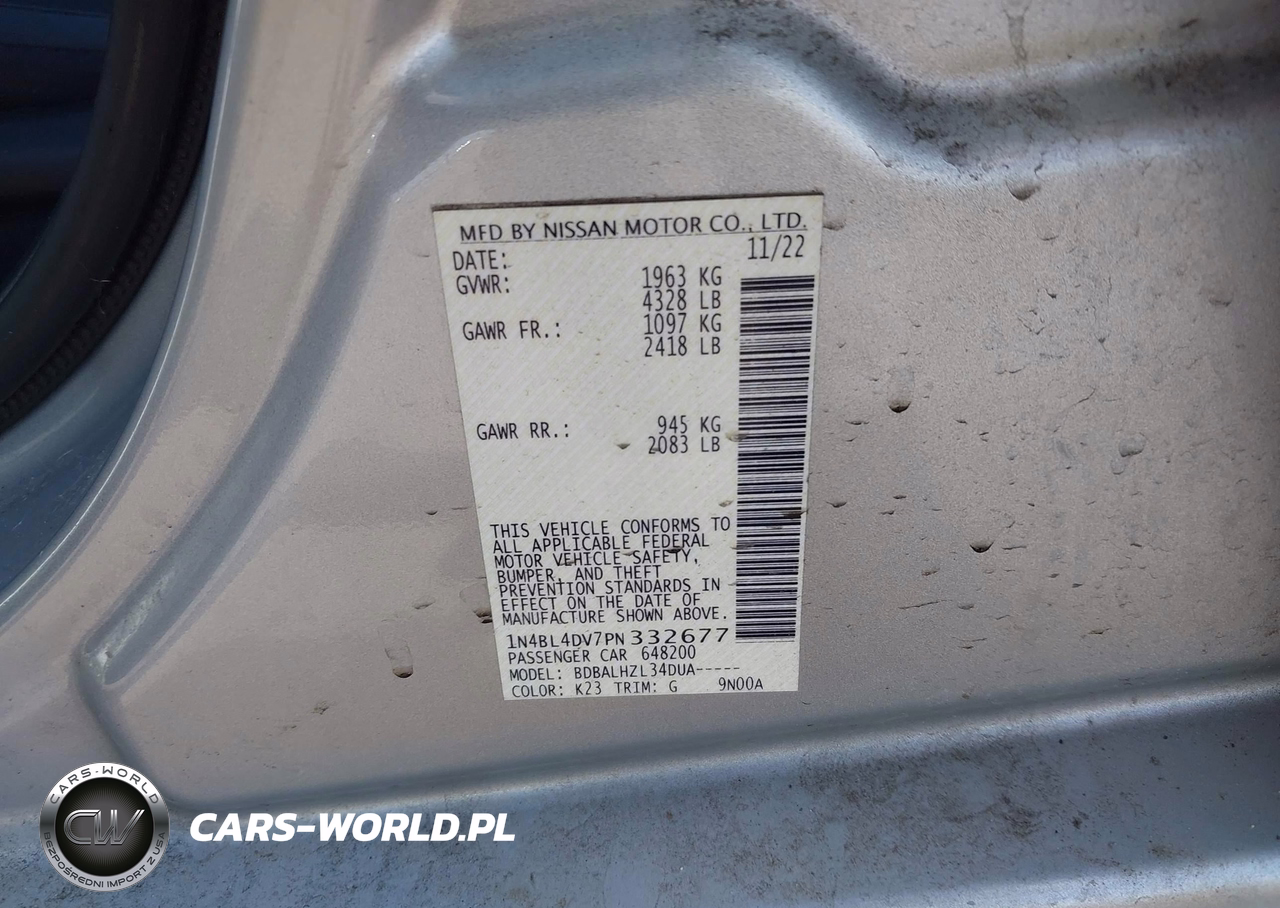 MFD BY NISSAN MOTOR CO., LTD.
DATE: 11/22
GVWR: 1963 KG
4328 LB
GAWR FR.: 1097 KG
2418 LB
GAWR RR.: 945 KG
2083 LB
THIS VEHICLE CONFORMS TO
ALL APPLICABLE FEDERAL
MOTOR VEHICLE SAFETY,
BUMPER, AND THEFT
PREVENTION STANDARDS IN
EFFECT ON THE DATE OF
MANUFACTURE SHOWN ABOVE.
1N4BL4DV7PN332677
PASSENGER CAR 648200
MODEL: BDBALHZL34DUA-----
COLOR: K23 TRIM: G 9N00A
CARS-WORLD
CW
BEZPOŚREDNI IMPORT Z USA
CARS-WORLD.PL